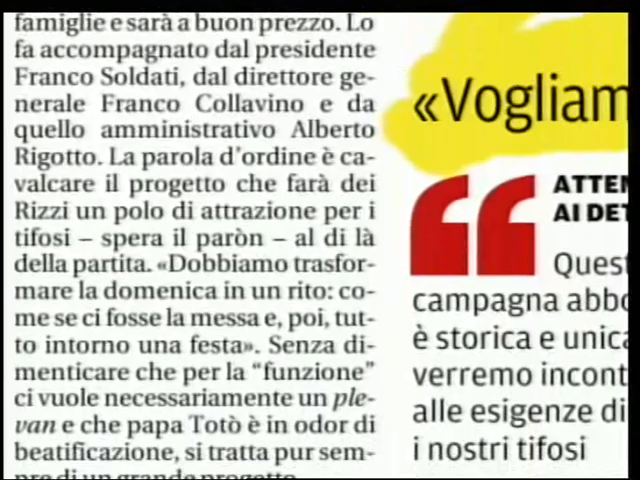 famiglie e sarà a buon prezzo. Lo
fa accompagnato dal presidente
Franco Soldati, dal direttore ge-
nerale Franco Collavino e da
quello amministrativo Alberto
Rigotto. La parola d'ordine è ca-
valcare il progetto che farà dei
Rizzi un polo di attrazione per i
tifosi – spera il paròn – al di là
della partita. «Dobbiamo trasfor-
mare la domenica in un rito: co-
me se ci fosse la messa e, poi, tut-
to intorno una festa». Senza di-
menticare che per la “funzione”
ci vuole necessariamente un ple-
van e che papa Totò è in odor di
beatificazione, si tratta pur sem-
pre di un grande progetto
«Vogliam
ATTEN
AI DET
Quest
campagna abbo
è storica e unica
verremo incont
alle esigenze di
i nostri tifosi